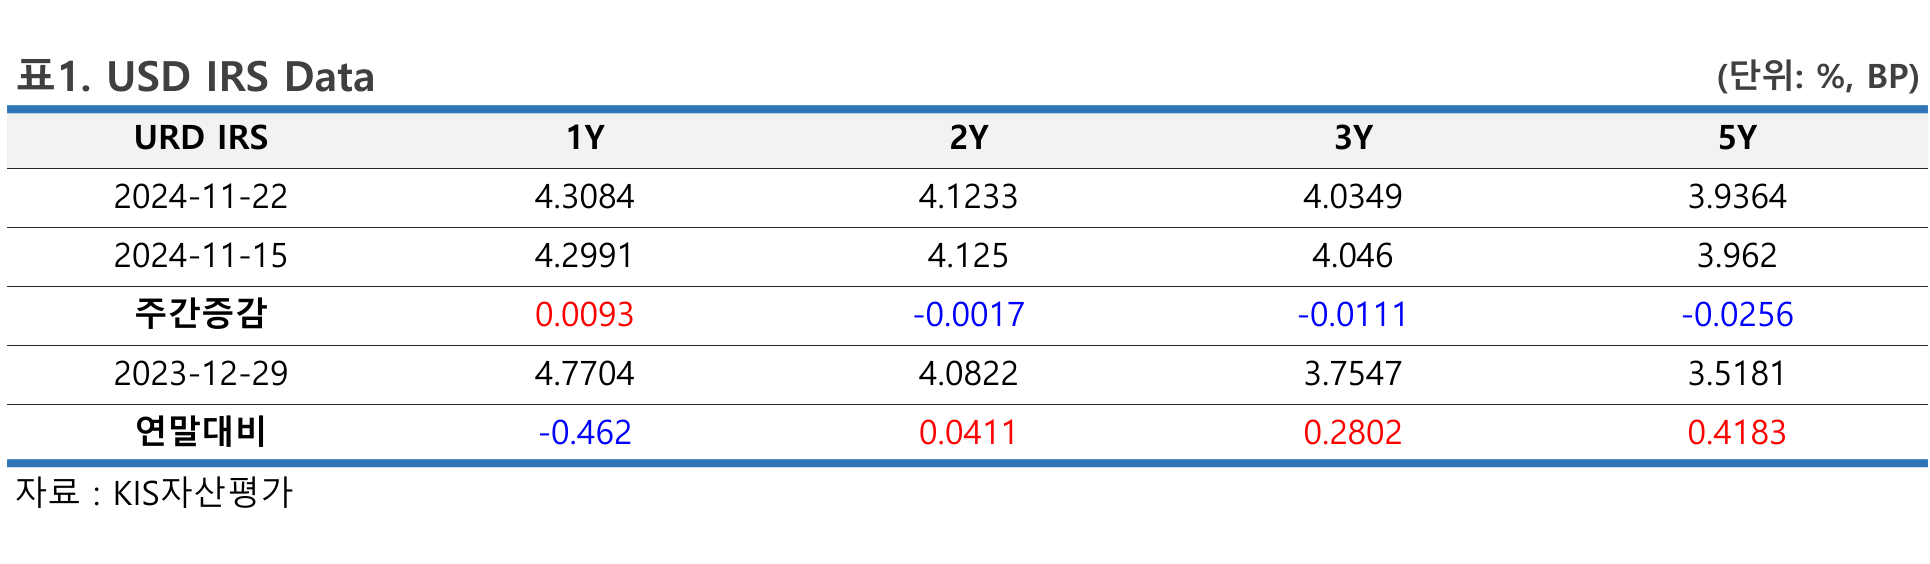 표1. USD IRS Data (단위: %, BP)
URD IRS 1Y 2Y 3Y 5Y
2024-11-22 4.3084 4.1233 4.0349 3.9364
2024-11-15 4.2991 4.125 4.046 3.962
주간증감 0.0093 -0.0017 -0.0111 -0.0256
2023-12-29 4.7704 4.0822 3.7547 3.5181
연말대비 -0.462 0.0411 0.2802 0.4183
자료 : KIS자산평가